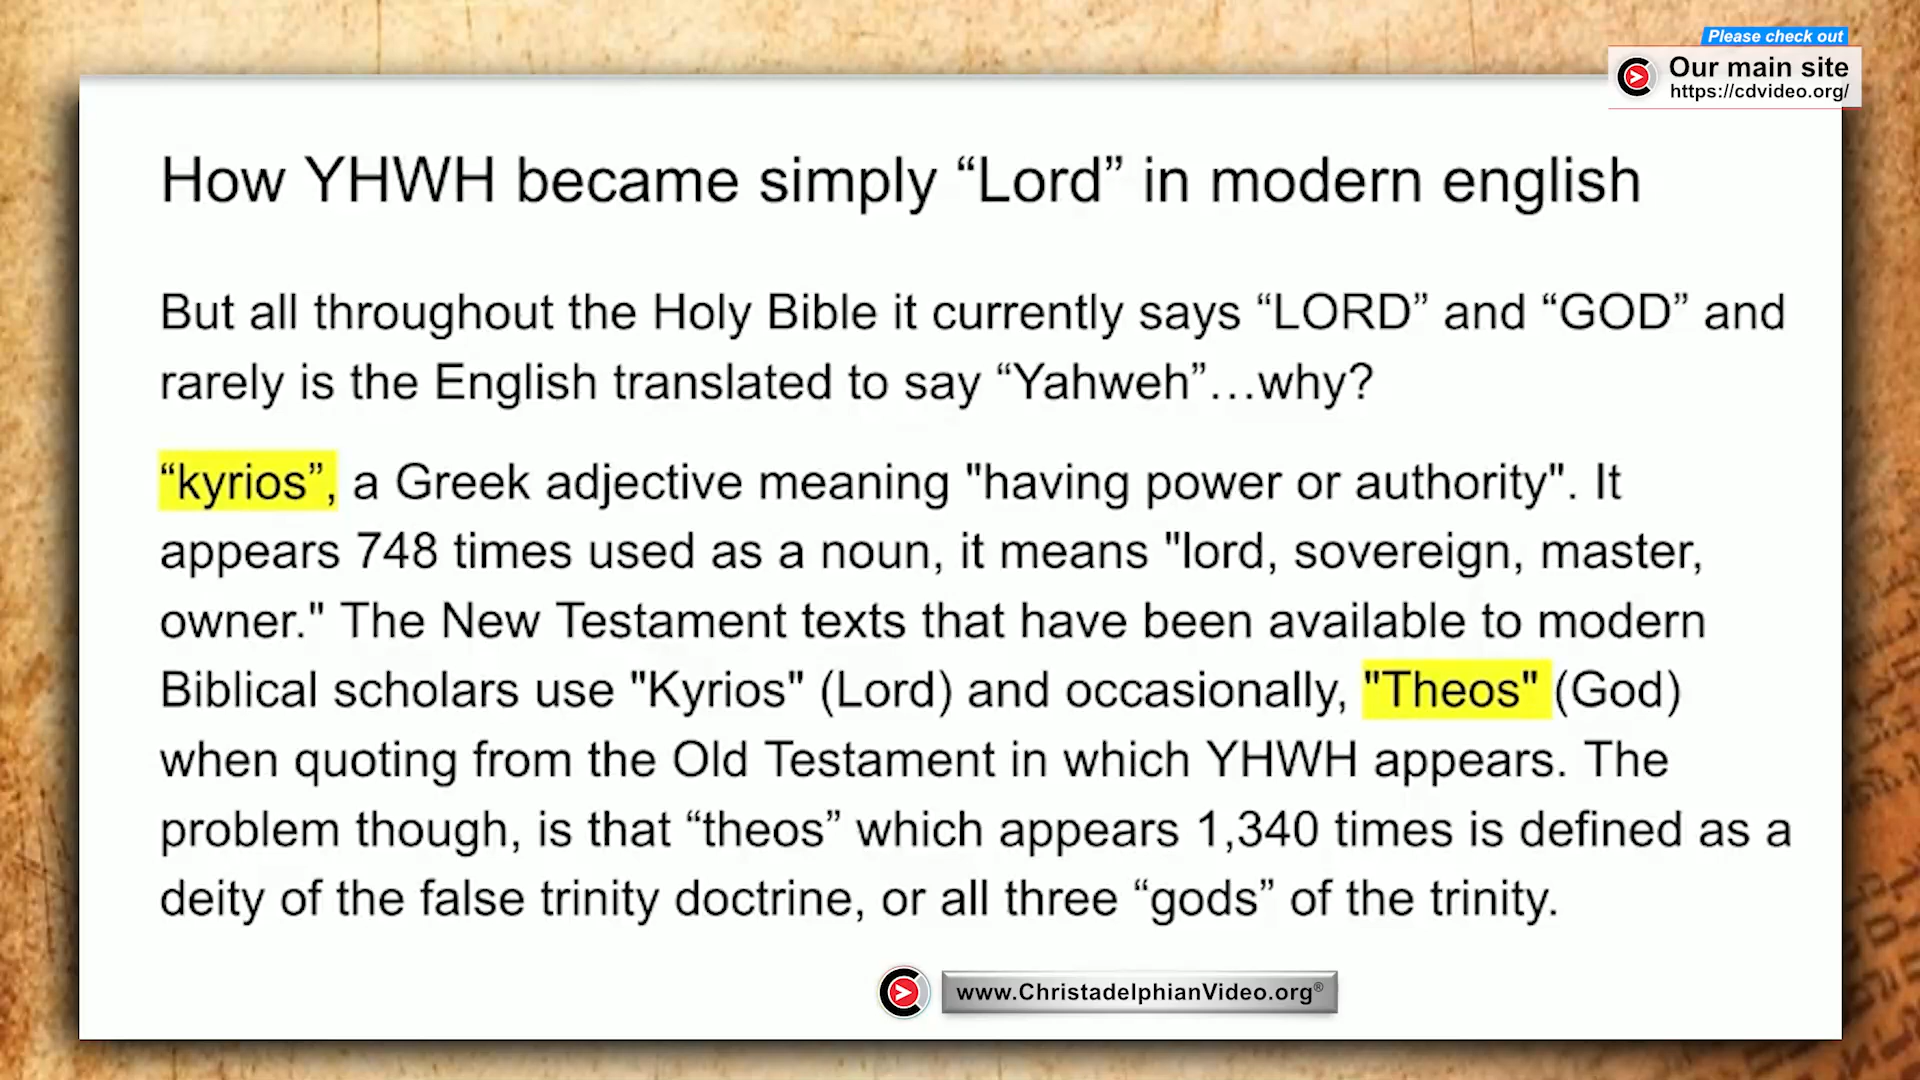 Please check out
Our main site
https://cdvideo.org/
How YHWH became simply “Lord” in modern english
But all throughout the Holy Bible it currently says “LORD” and “GOD” and
rarely is the English translated to say “Yahweh”…why?
“kyrios”, a Greek adjective meaning "having power or authority". It
appears 748 times used as a noun, it means "lord, sovereign, master,
owner." The New Testament texts that have been available to modern
Biblical scholars use "Kyrios" (Lord) and occasionally, "Theos" (God)
when quoting from the Old Testament in which YHWH appears. The
problem though, is that “theos” which appears 1,340 times is defined as a
deity of the false trinity doctrine, or all three “gods” of the trinity.
www.ChristadelphianVideo.org®